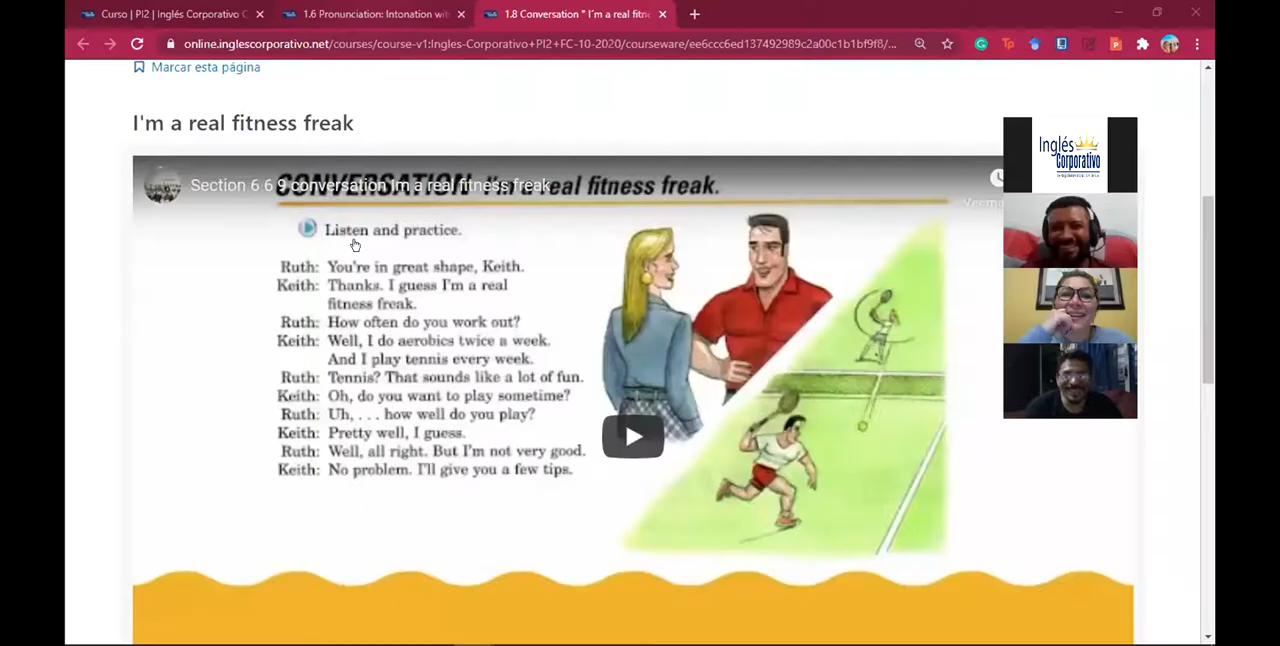 Curso | PI2 | Inglés Corporativo C
1.6 Pronunciation: Intonation wit
1.8 Conversation " I´m a real fitn
online.inglescorporativo.net/courses/course-v1:Ingles-Corporativo+PI2+FC-10-2020/courseware/ee6ccc6ed137492989c2a00c1b1bf9f8/...
Marcar esta página
I'm a real fitness freak
Section 6 6 9 conversation Im a real fitness freak
real fitness freak.
Listen and practice.
Ruth: You're in great shape, Keith.
Keith: Thanks. I guess I'm a real
fitness freak.
Ruth: How often do you work out?
Keith: Well, I do aerobics twice a week.
And I play tennis every week.
Ruth: Tennis? That sounds like a lot of fun.
Keith: Oh, do you want to play sometime?
Ruth: Uh, . . . how well do you play?
Keith: Pretty well, I guess.
Ruth: Well, all right. But I'm not very good.
Keith: No problem. I'll give you a few tips.
Inglés
Corporativo